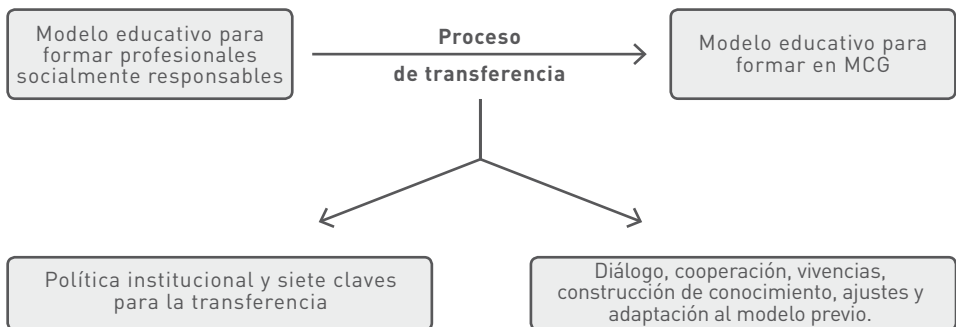 Modelo educativo para
formar profesionales
socialmente responsables
Proceso
de transferencia
Modelo educativo para
formar en MCG
Política institucional y siete claves
para la transferencia
Diálogo, cooperación, vivencias,
construcción de conocimiento, ajustes y
adaptación al modelo previo.